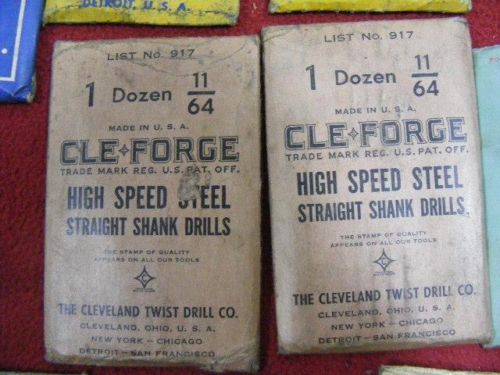 DETROIT, U.S.A.
LIST NO. 917
1 Dozen 11/64
MADE IN U.S.A.
CLE-FORGE
TRADE MARK REG. U.S. PAT. OFF.
HIGH SPEED STEEL
STRAIGHT SHANK DRILLS
THE STAMP OF QUALITY
APPEARS ON ALL OUR TOOLS
THE CLEVELAND TWIST DRILL CO.
CLEVELAND, OHIO, U.S.A.
NEW YORK - CHICAGO
DETROIT - SAN FRANCISCO
LIST NO. 917
1 Dozen 11/64
MADE IN U.S.A.
CLE-FORGE
TRADE MARK REG. U.S. PAT. OFF.
HIGH SPEED STEEL
STRAIGHT SHANK DRILLS
THE STAMP OF QUALITY
APPEARS ON ALL OUR TOOLS
THE CLEVELAND TWIST DRILL CO.
CLEVELAND, OHIO, U.S.A.
NEW YORK - CHICAGO
DETROIT - SAN FRANCISCO